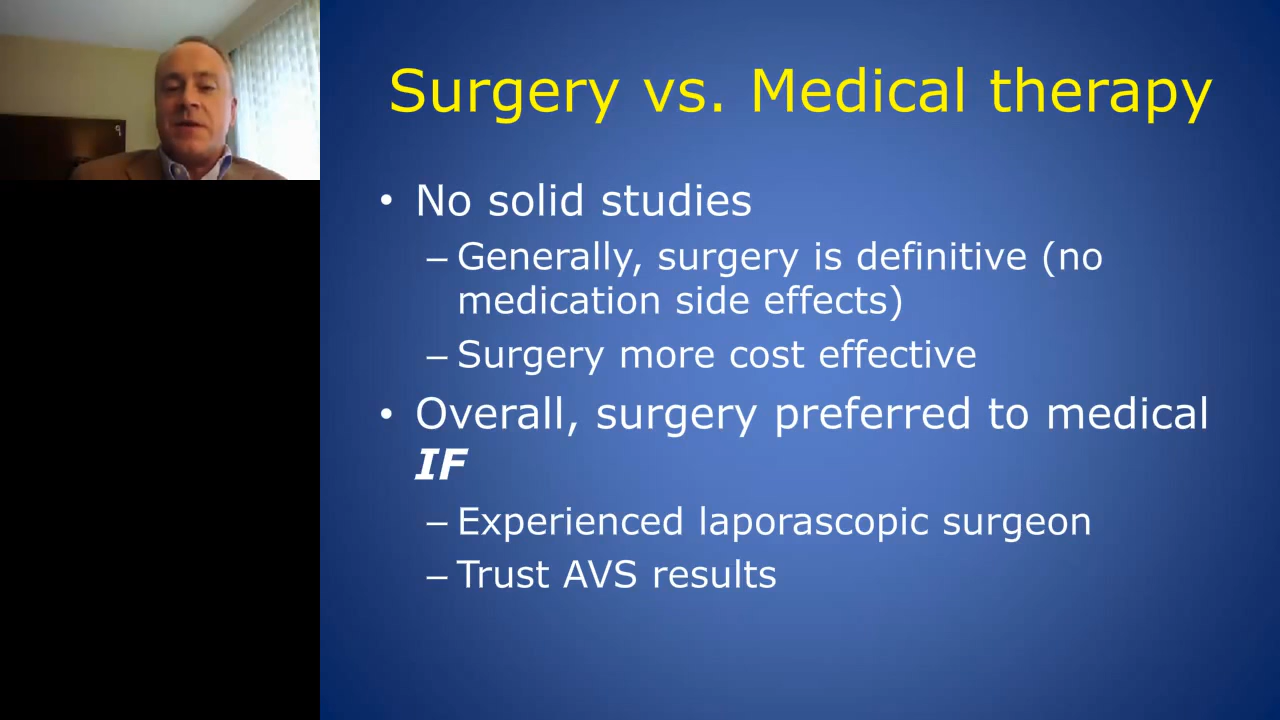 Surgery vs. Medical therapy
• No solid studies
– Generally, surgery is definitive (no
medication side effects)
– Surgery more cost effective
• Overall, surgery preferred to medical
IF
– Experienced laporascopic surgeon
– Trust AVS results